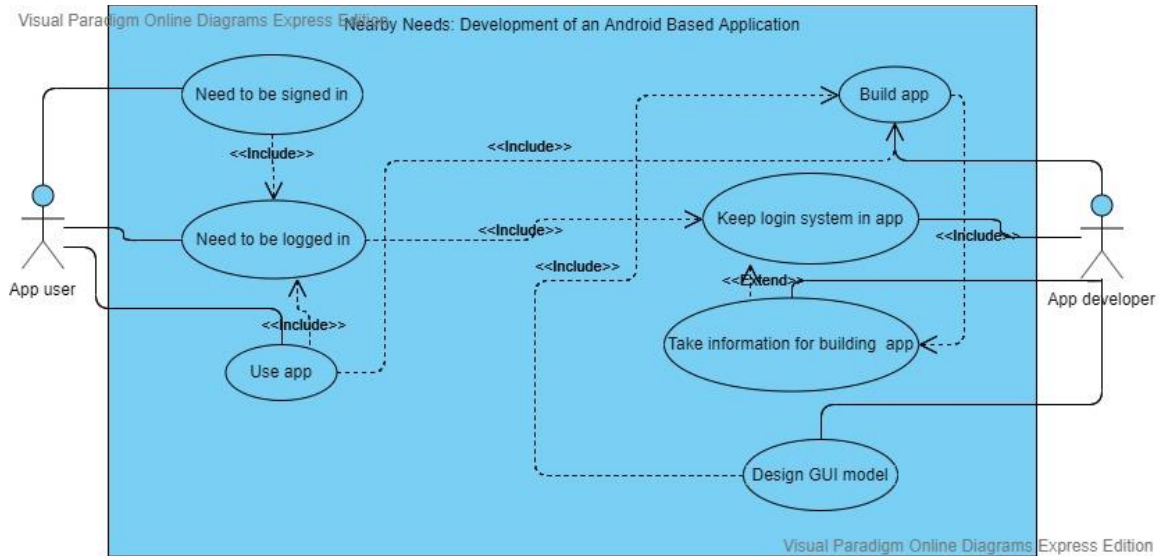 Visual Paradigm Online Diagrams Express Edition
Nearby Needs: Development of an Android Based Application
Need to be signed in
Build app
<<Include>>
<<Include>>
Keep login system in app
Need to be logged in
<<Include>>
<<Include>>
<<Include>>
<<Extend>>
App user
App developer
<<Include>>
Take information for building app
Use app
Design GUI model
Visual Paradigm Online Diagrams Express Edition